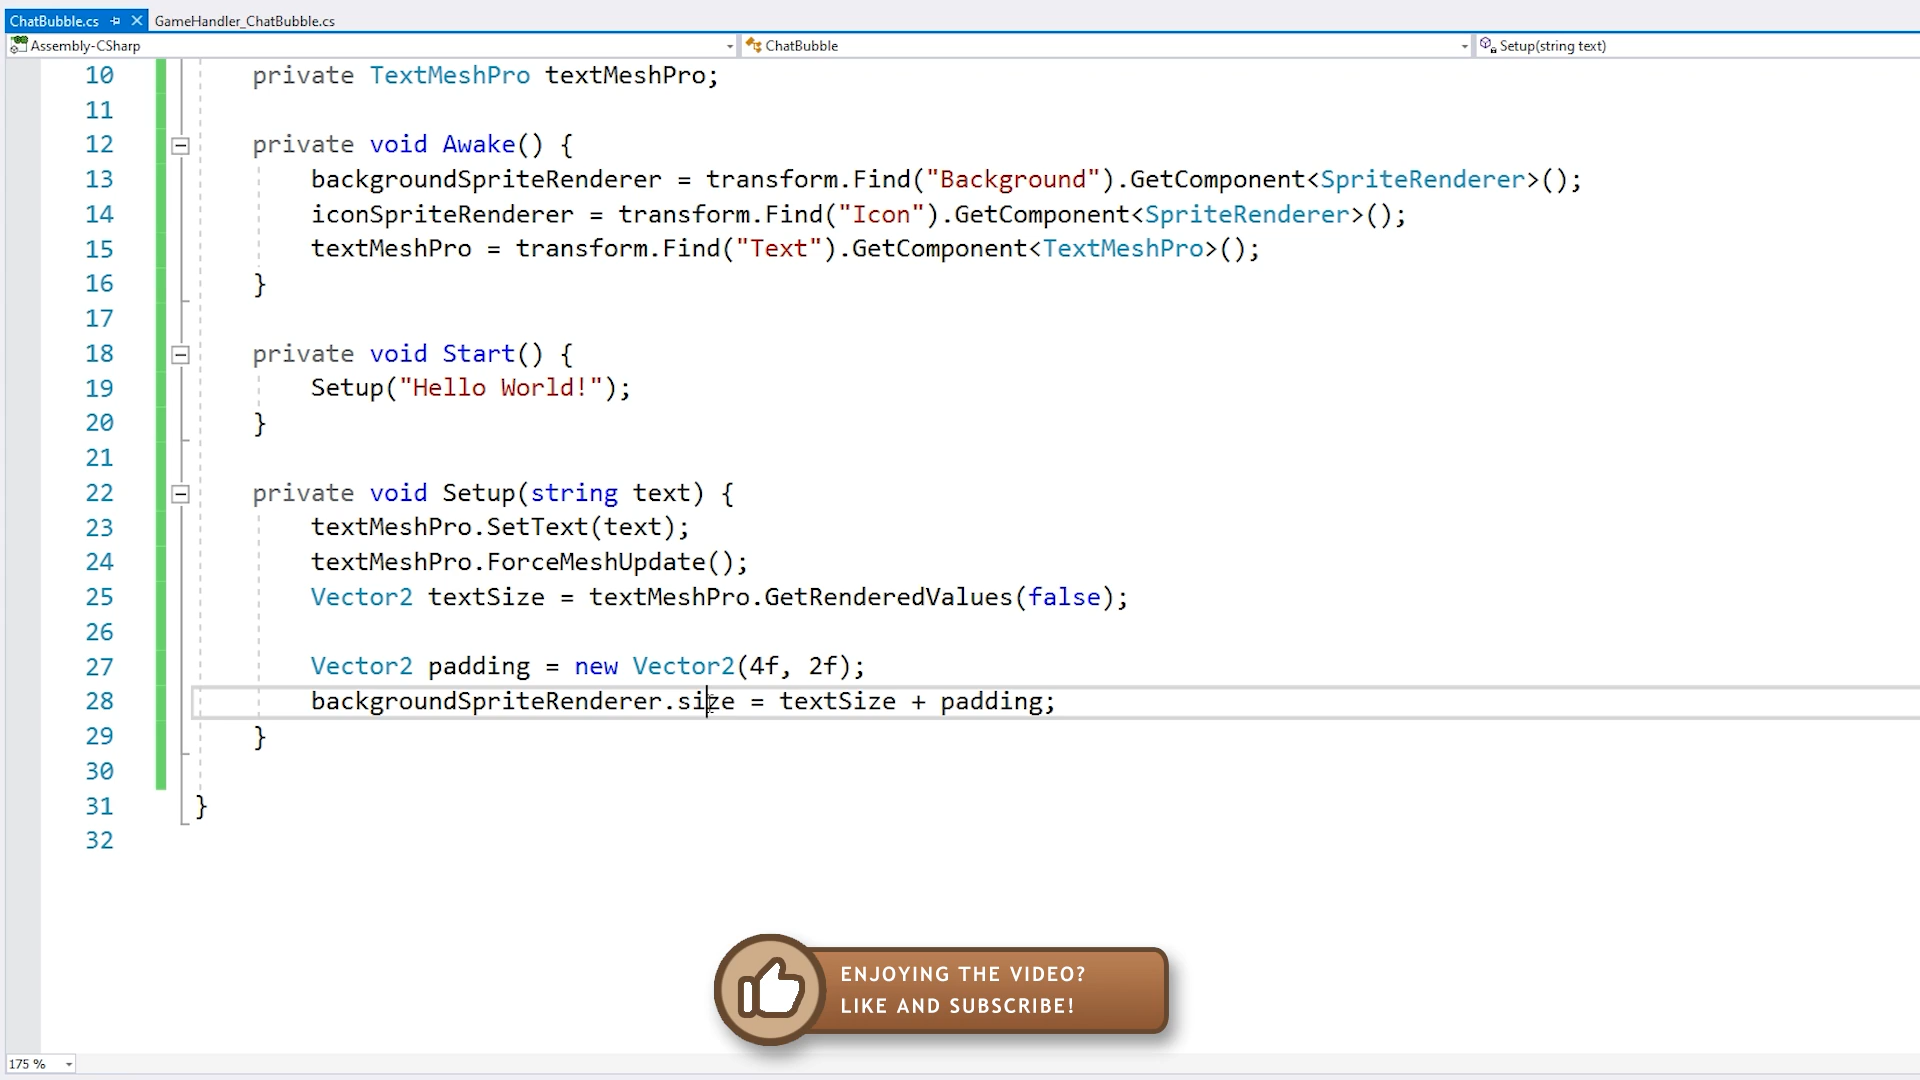 ChatBubble.cs
GameHandler_ChatBubble.cs
Assembly-CSharp
ChatBubble
Setup(string text)
10 private TextMeshPro textMeshPro;
11
12 private void Awake() {
13 backgroundSpriteRenderer = transform.Find("Background").GetComponent<SpriteRenderer>();
14 iconSpriteRenderer = transform.Find("Icon").GetComponent<SpriteRenderer>();
15 textMeshPro = transform.Find("Text").GetComponent<TextMeshPro>();
16 }
17
18 private void Start() {
19 Setup("Hello World!");
20 }
21
22 private void Setup(string text) {
23 textMeshPro.SetText(text);
24 textMeshPro.ForceMeshUpdate();
25 Vector2 textSize = textMeshPro.GetRenderedValues(false);
26
27 Vector2 padding = new Vector2(4f, 2f);
28 backgroundSpriteRenderer.size = textSize + padding;
29 }
30
31 }
32
ENJOYING THE VIDEO?
LIKE AND SUBSCRIBE!
175 %